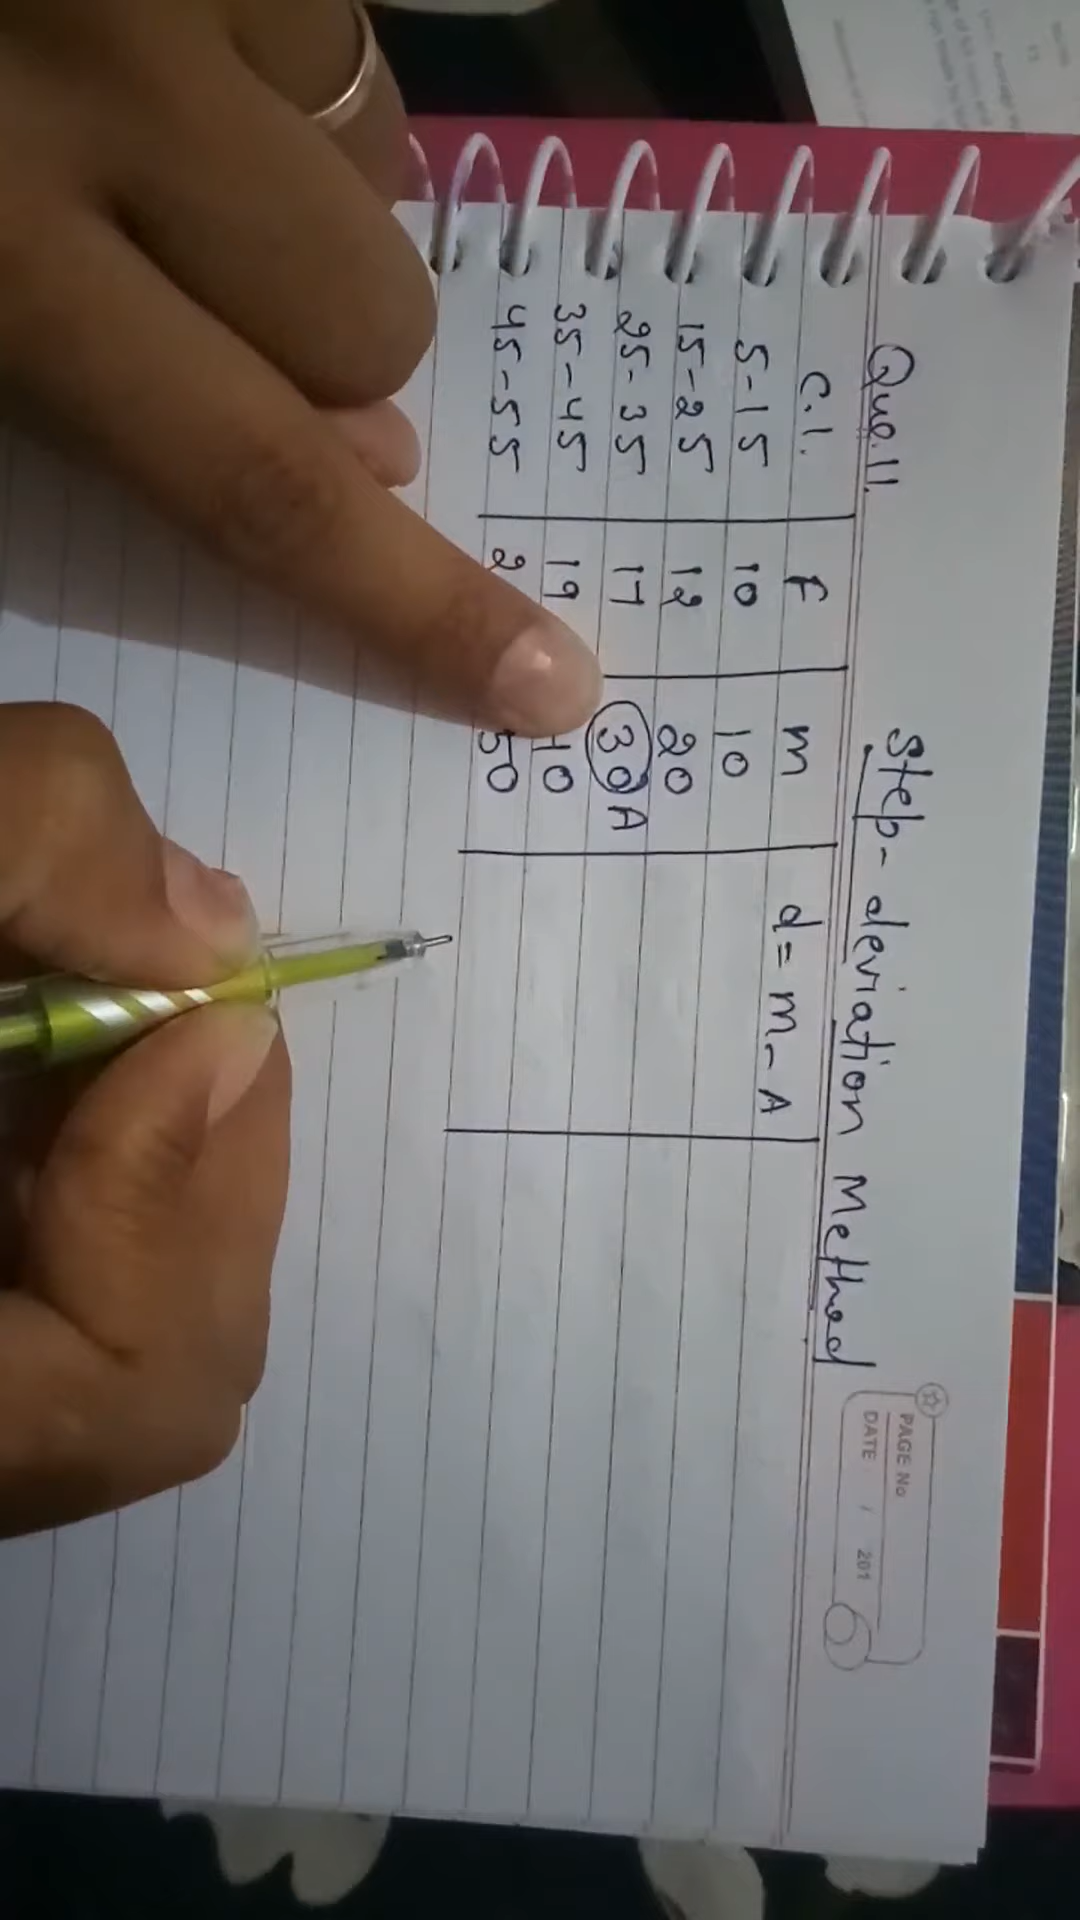 PAGE No
DATE / 201
Que.11. Step-deviation Method
C.I. F m d = m - A
5-15 10 10
15-25 12 20
25-35 17 30 A
35-45 19 40
45-55 2 50